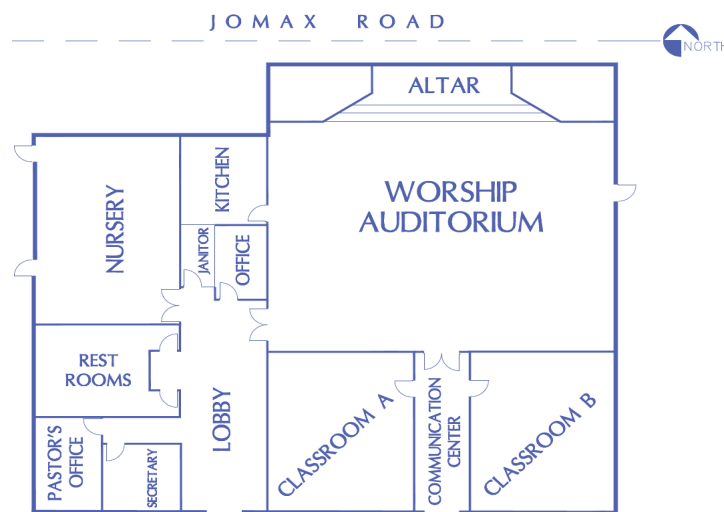 JOMAX ROAD
NORTH
ALTAR
WORSHIP
AUDITORIUM
KITCHEN
NURSERY
JANITOR
OFFICE
REST
ROOMS
LOBBY
CLASSROOM A
COMMUNICATION
CENTER
CLASSROOM B
PASTOR'S
OFFICE
SECRETARY